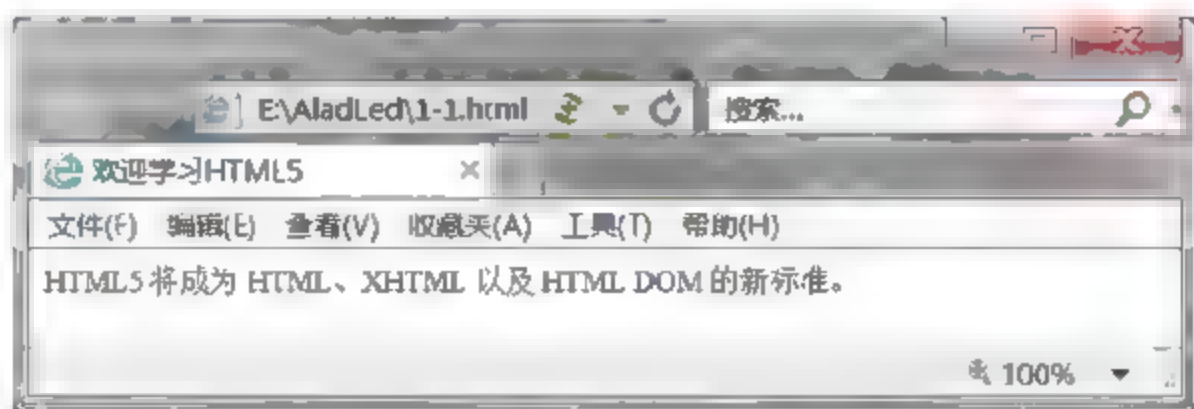 E:\AladLed\1-1.html 搜索...
欢迎学习HTML5
文件(F) 编辑(E) 查看(V) 收藏夹(A) 工具(T) 帮助(H)
HTML5 将成为 HTML、XHTML 以及 HTML DOM 的新标准。
100%